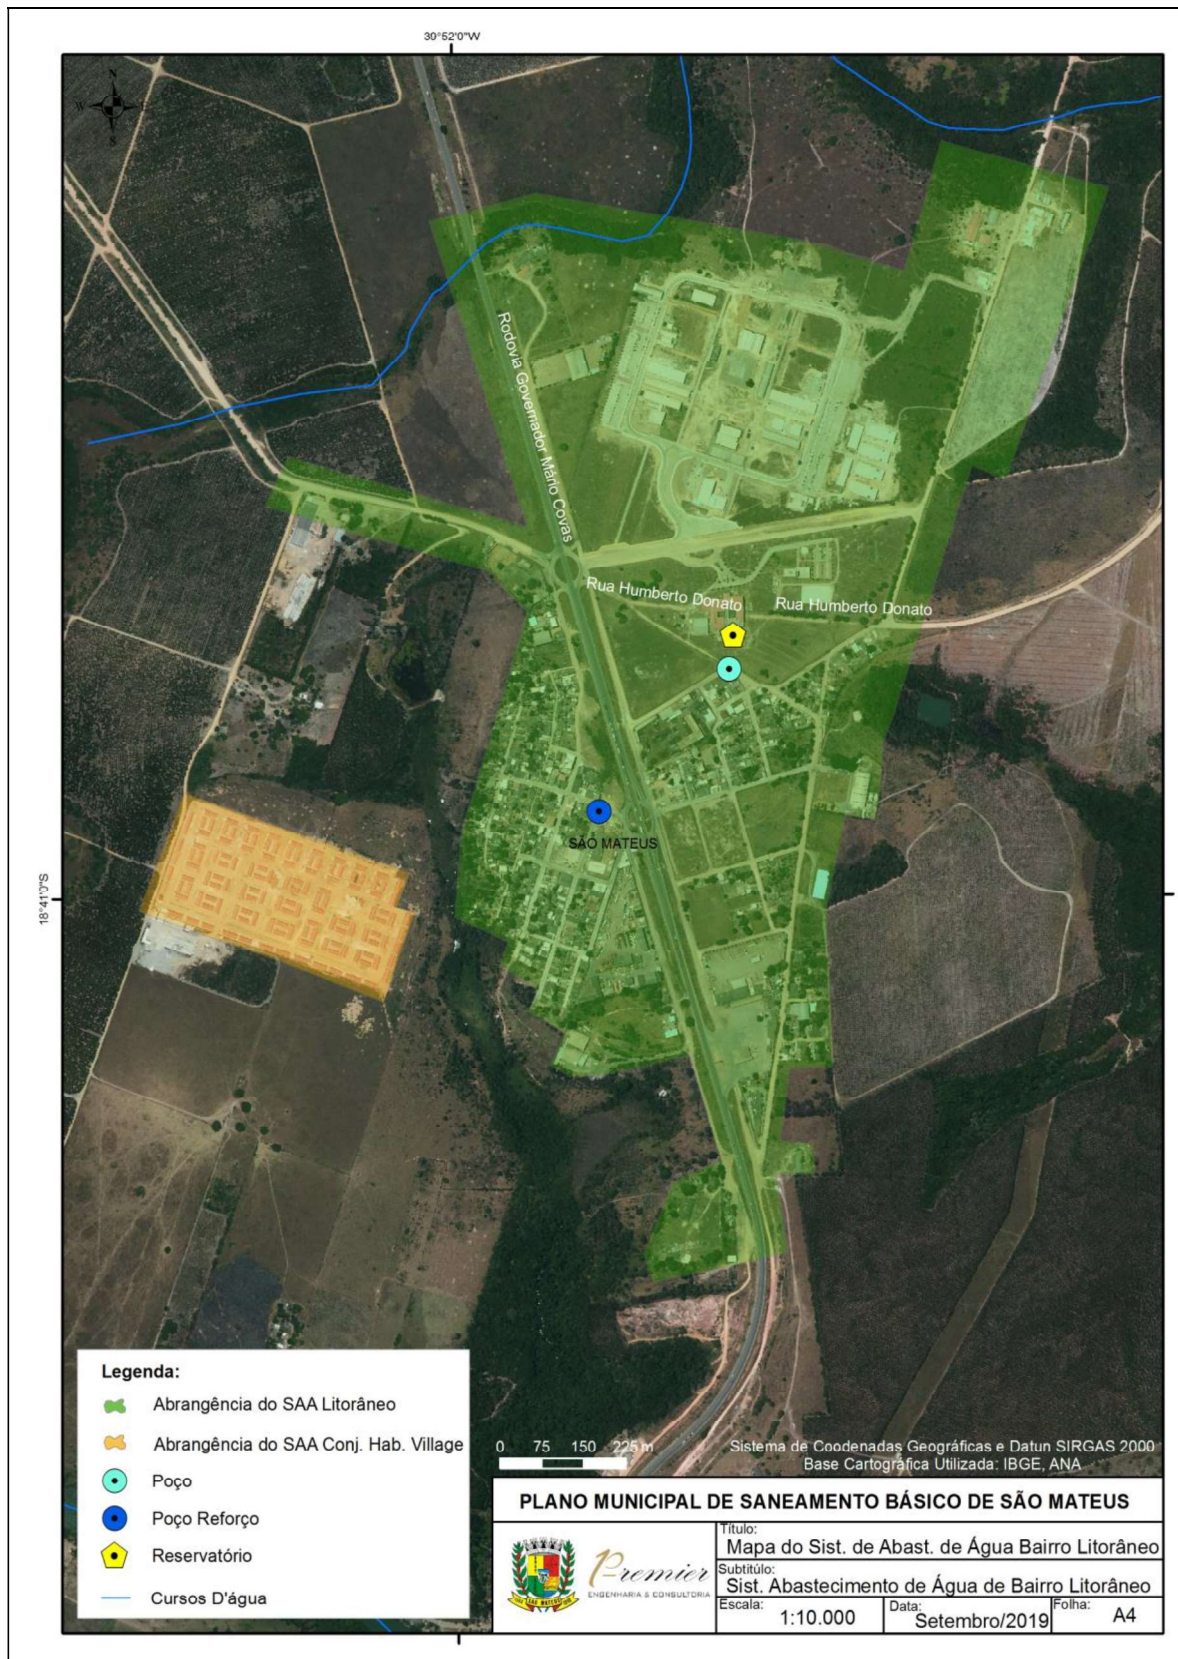 39°52'0"W
N
W
E
S
Rodovia Governador Mário Covas
Rua Humberto Donato
Rua Humberto Donato
SÃO MATEUS
18°41'0"S
Legenda:
Abrangência do SAA Litorâneo
Abrangência do SAA Conj. Hab. Village
Poço
Poço Reforço
Reservatório
Cursos D'água
0 75 150 225 m
Sistema de Coodenadas Geográficas e Datun SIRGAS 2000
Base Cartográfica Utilizada: IBGE, ANA
PLANO MUNICIPAL DE SANEAMENTO BÁSICO DE SÃO MATEUS
SÃO MATEUS
Premier
ENGENHARIA & CONSULTORIA
Título:
Mapa do Sist. de Abast. de Água Bairro Litorâneo
Subtitúlo:
Sist. Abastecimento de Água de Bairro Litorâneo
Escala:
1:10.000
Data:
Setembro/2019
Folha:
A4